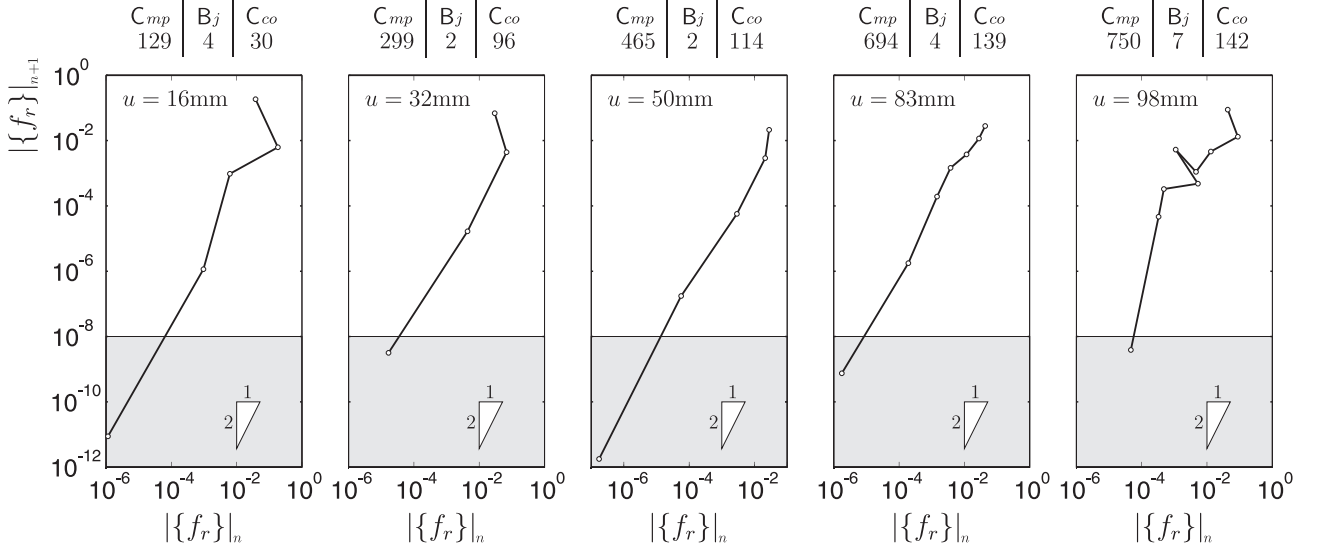 C_mp B_j C_co C_mp B_j C_co C_mp B_j C_co C_mp B_j C_co C_mp B_j C_co
129 4 30 299 2 96 465 2 114 694 4 139 750 7 142
|{f_r}|_{n+1}
10^0
10^-2
10^-4
10^-6
10^-8
10^-10
10^-12
u = 16mm u = 32mm u = 50mm u = 83mm u = 98mm
1 1 1 1 1
2 2 2 2 2
10^-6 10^-4 10^-2 10^0 10^-6 10^-4 10^-2 10^0 10^-6 10^-4 10^-2 10^0 10^-6 10^-4 10^-2 10^0 10^-6 10^-4 10^-2 10^0
|{f_r}|_n |{f_r}|_n |{f_r}|_n |{f_r}|_n |{f_r}|_n